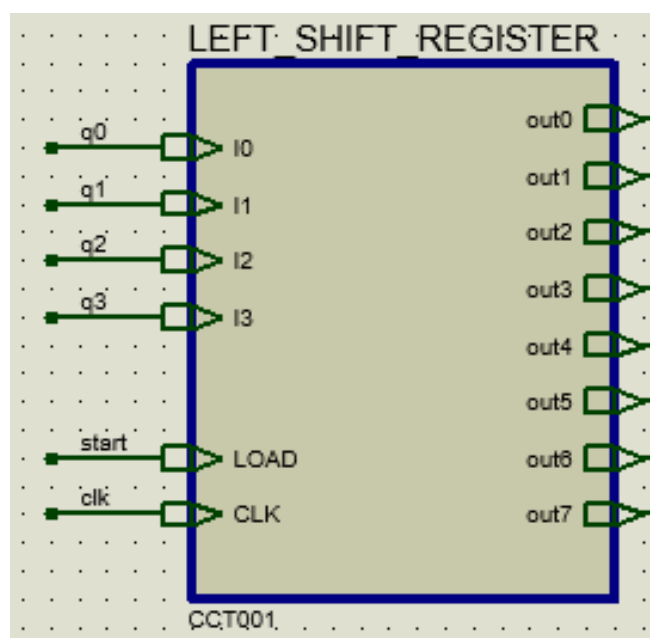 LEFT_SHIFT_REGISTER
q0
I0
out0
q1
I1
out1
q2
I2
out2
q3
I3
out3
out4
out5
start
LOAD
out6
clk
CLK
out7
CCT001